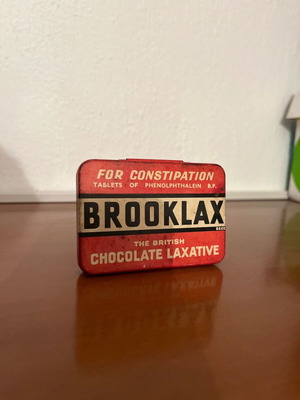 FOR CONSTIPATION
TABLETS OF PHENOLPHTHALEIN B.P.
BROOKLAX
THE BRITISH
CHOCOLATE LAXATIVE